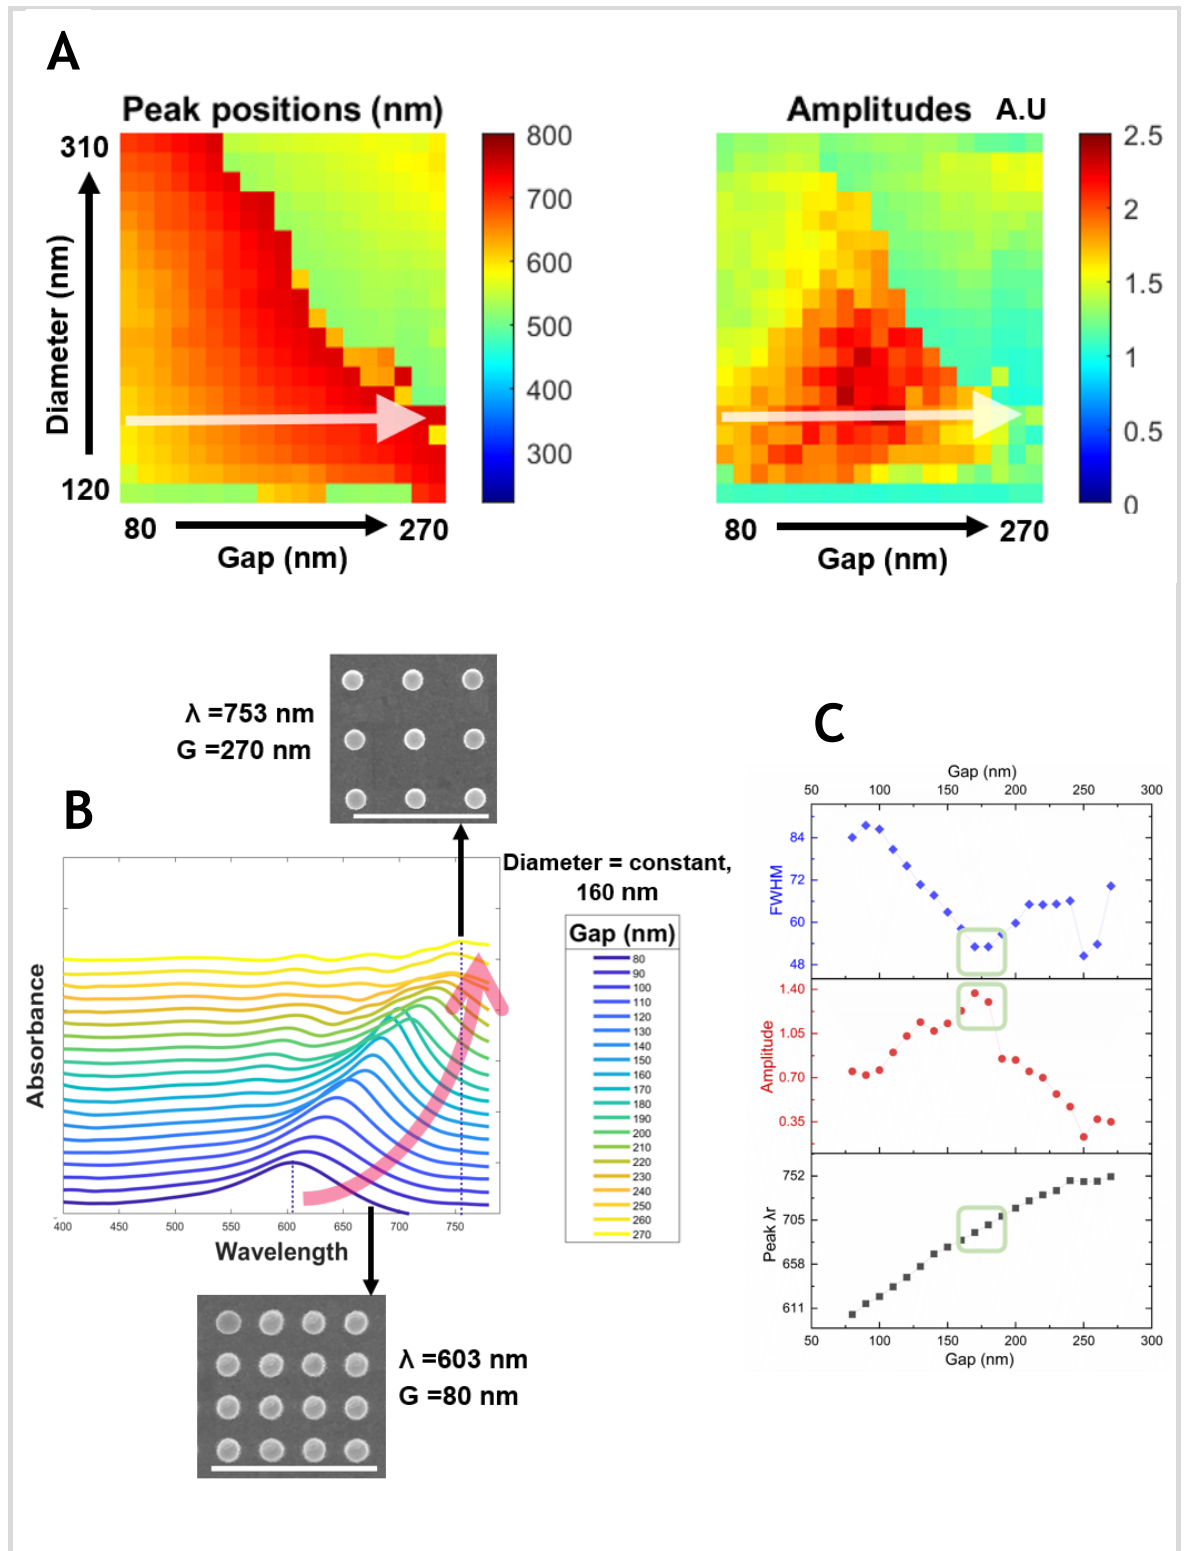 A
Peak positions (nm)
310
Diameter (nm)
120
80
270
Gap (nm)
800
700
600
500
400
300
Amplitudes A.U
80
270
Gap (nm)
2.5
2
1.5
1
0.5
0
λ =753 nm
G =270 nm
B
Diameter = constant,
160 nm
Absorbance
400 450 500 550 600 650 700 750
Wavelength
Gap (nm)
80
90
100
110
120
130
140
150
160
170
180
190
200
210
220
230
240
250
260
270
λ =603 nm
G =80 nm
C
Gap (nm)
50 100 150 200 250 300
FWHM
84
72
60
48
Amplitude
1.40
1.05
0.70
0.35
Peak λr
752
705
658
611
50 100 150 200 250 300
Gap (nm)